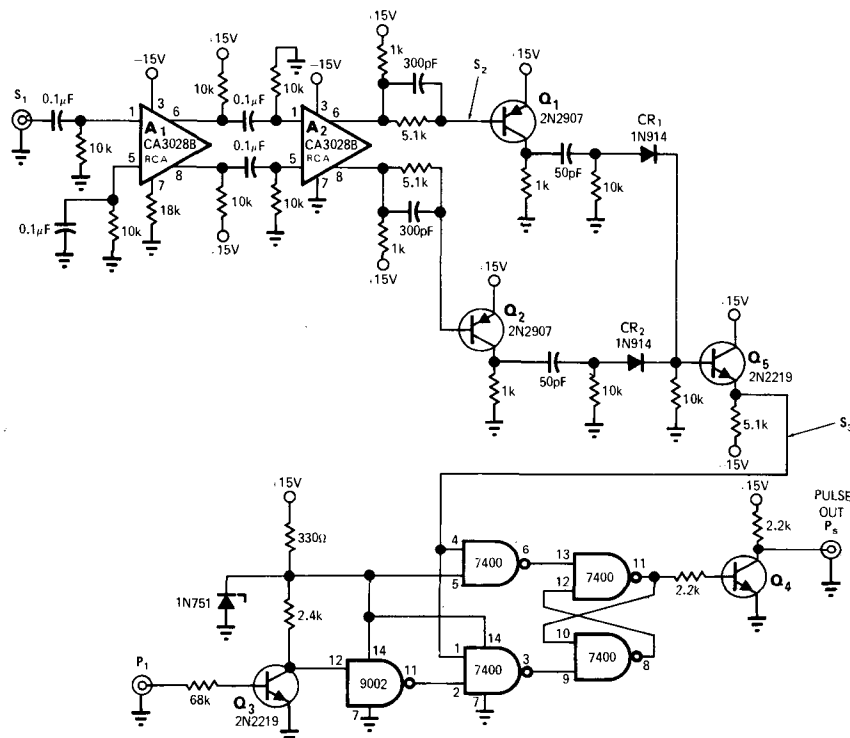 .15V
−15V
.15V
−15V
1k
300pF
S2
.15V
S1
0.1µF
10k
0.1µF
10k
1
3
6
1
3
6
5.1k
Q1
2N2907
CR1
1N914
A1
CA3028B
RCA
A2
CA3028B
RCA
10k
0.1µF
5
8
5
8
5.1k
50pF
1k
10k
7
7
0.1µF
10k
18k
10k
10k
300pF
.15V
1k
.15V
.15V
Q2
2N2907
CR2
1N914
.15V
Q5
2N2219
1k
50pF
10k
10k
5.1k
−15V
S3
.15V
.15V
PULSE
OUT
Ps
330Ω
2.2k
4
7400
6
13
7400
11
5
12
2.2k
Q4
1N751
2.4k
14
14
10
7400
8
P1
12
9002
11
1
7400
3
9
2
68k
7
7
Q3
2N2219